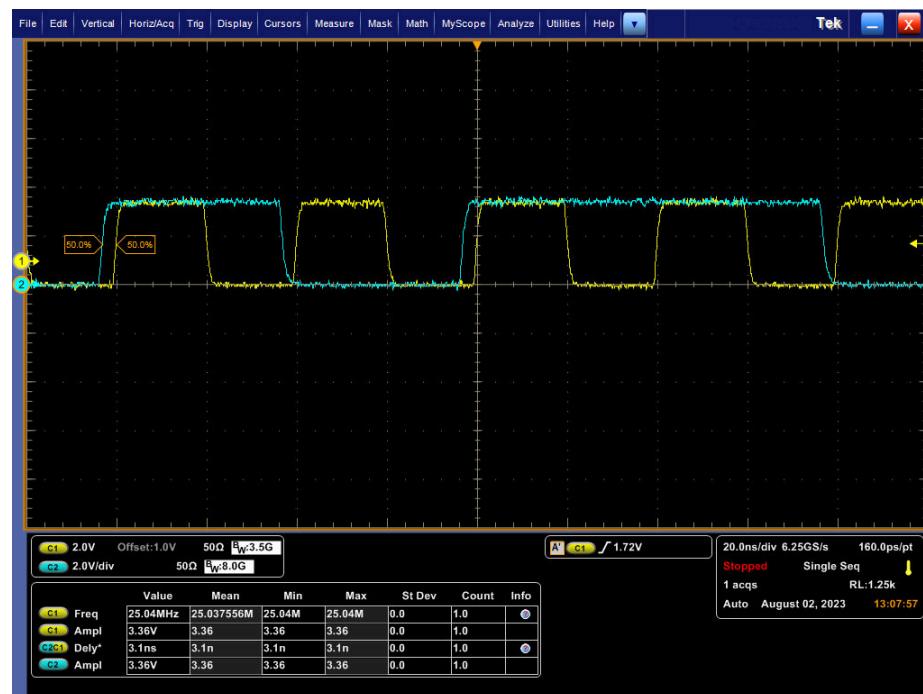 File Edit Vertical Horiz/Acq Trig Display Cursors Measure Mask Math MyScope Analyze Utilities Help Tek X
50.0% 50.0%
1
2
C1 2.0V Offset:1.0V 50Ω BW:3.5G
C2 2.0V/div 50Ω BW:8.0G
A' C1 1.72V
20.0ns/div 6.25GS/s 160.0ps/pt
Stopped Single Seq
1 acqs RL:1.25k
Auto August 02, 2023 13:07:57
Value Mean Min Max St Dev Count Info
C1 Freq 25.04MHz 25.037556M 25.04M 25.04M 0.0 1.0
C1 Ampl 3.36V 3.36 3.36 3.36 0.0 1.0
C2C1 Dely* 3.1ns 3.1n 3.1n 3.1n 0.0 1.0
C2 Ampl 3.36V 3.36 3.36 3.36 0.0 1.0